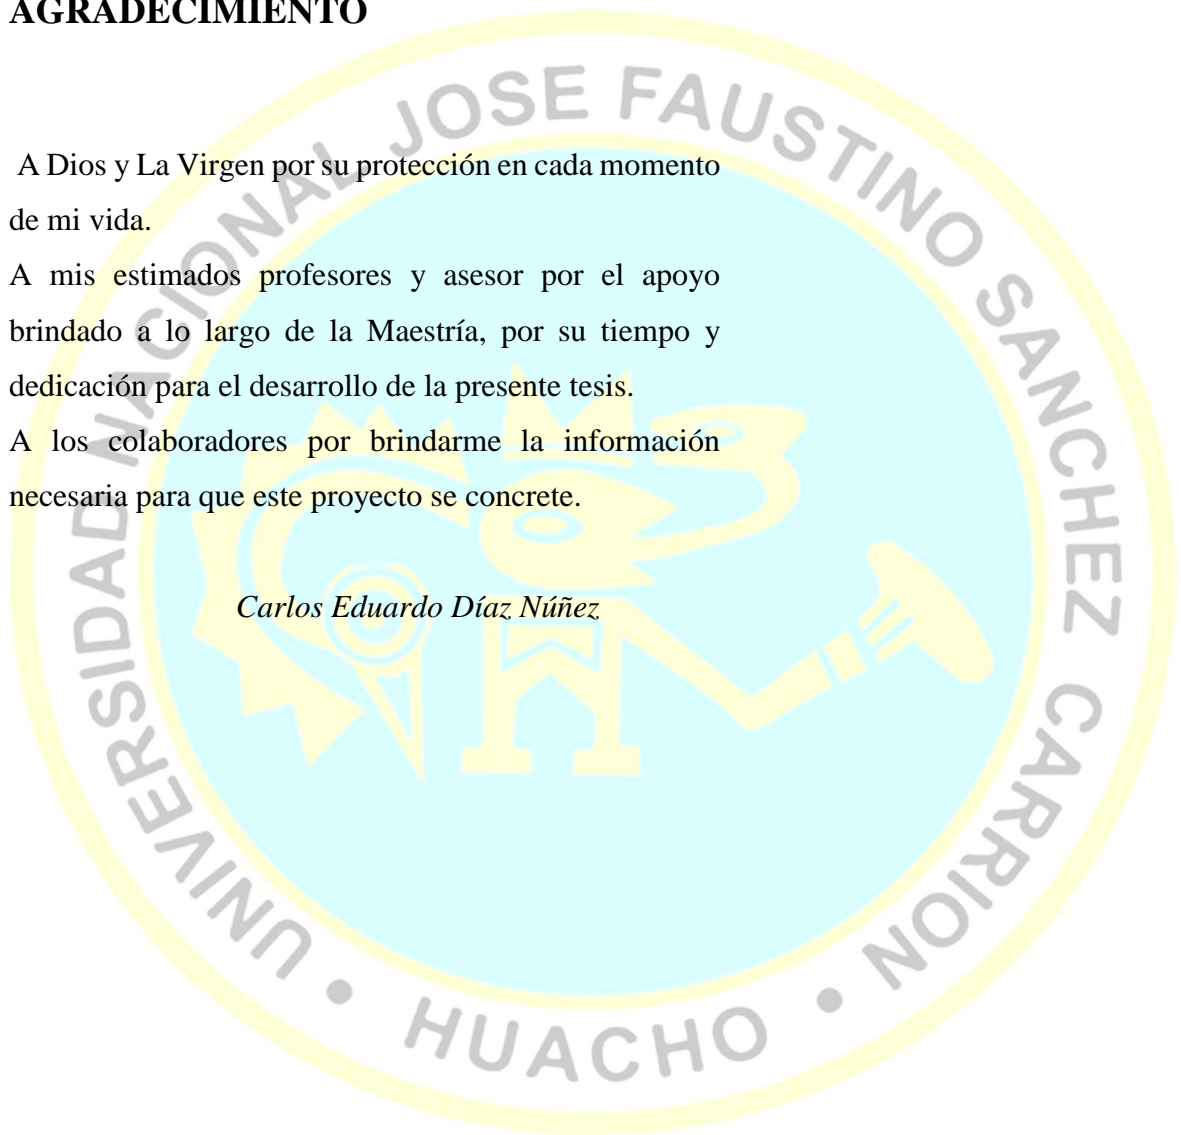 AGRADECIMIENTO
A Dios y La Virgen por su protección en cada momento
de mi vida.
A mis estimados profesores y asesor por el apoyo
brindado a lo largo de la Maestría, por su tiempo y
dedicación para el desarrollo de la presente tesis.
A los colaboradores por brindarme la información
necesaria para que este proyecto se concrete.
Carlos Eduardo Díaz Núñez
UNIVERSIDAD NACIONAL JOSE FAUSTINO SANCHEZ CARRION
• HUACHO •